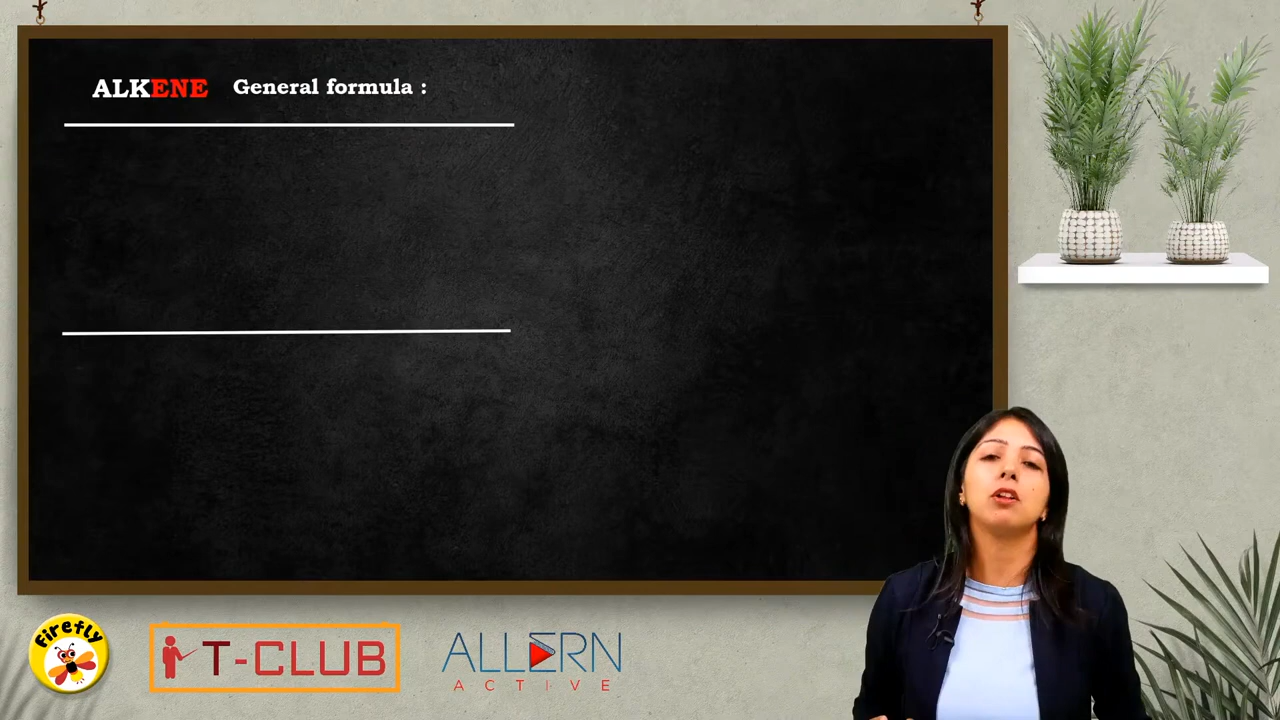 ALKENE General formula :
Firefly
T-CLUB
ALLERN
ACTIVE